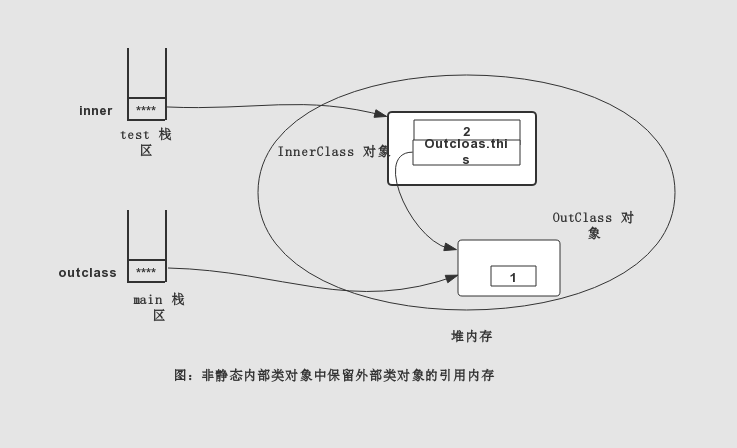 inner
****
test 栈
区
2
Outcloas.thi
s
InnerClass 对象
OutClass 对
象
outclass
****
1
main 栈
区
堆内存
图：非静态内部类对象中保留外部类对象的引用内存